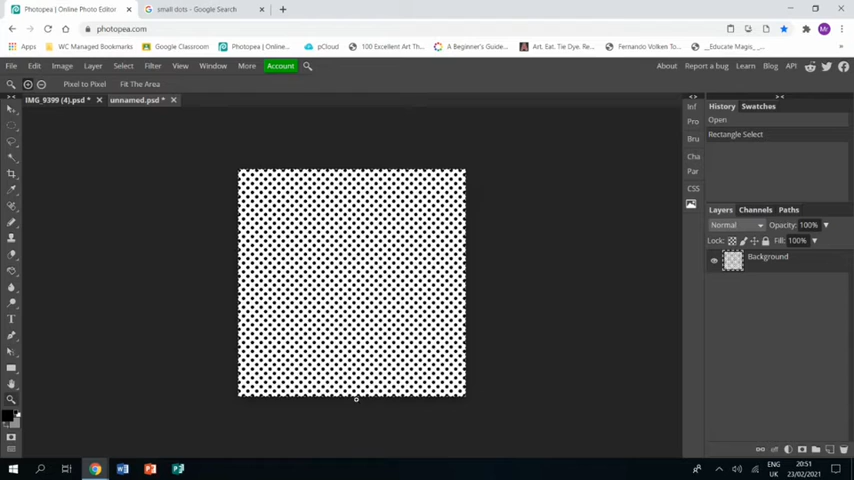 Photopea | Online Photo Editor
small dots - Google Search
photopea.com
Apps
WC Managed Bookmarks
Google Classroom
Photopea | Online...
pCloud
100 Excellent Art Th...
A Beginner's Guide...
Art. Eat. Tie Dye. Re...
Fernando Volken To...
__Educate Magis_ -...
File Edit Image Layer Select Filter View Window More Account
About Report a bug Learn Blog API
Pixel to Pixel Fit The Area
IMG_9399 (4).psd *
unnamed.psd *
Inf
Pro
Bru
Cha
Par
CSS
History Swatches
Open
Rectangle Select
Layers Channels Paths
Normal Opacity: 100%
Lock: Fill: 100%
Background
ENG
UK
20:51
23/02/2021